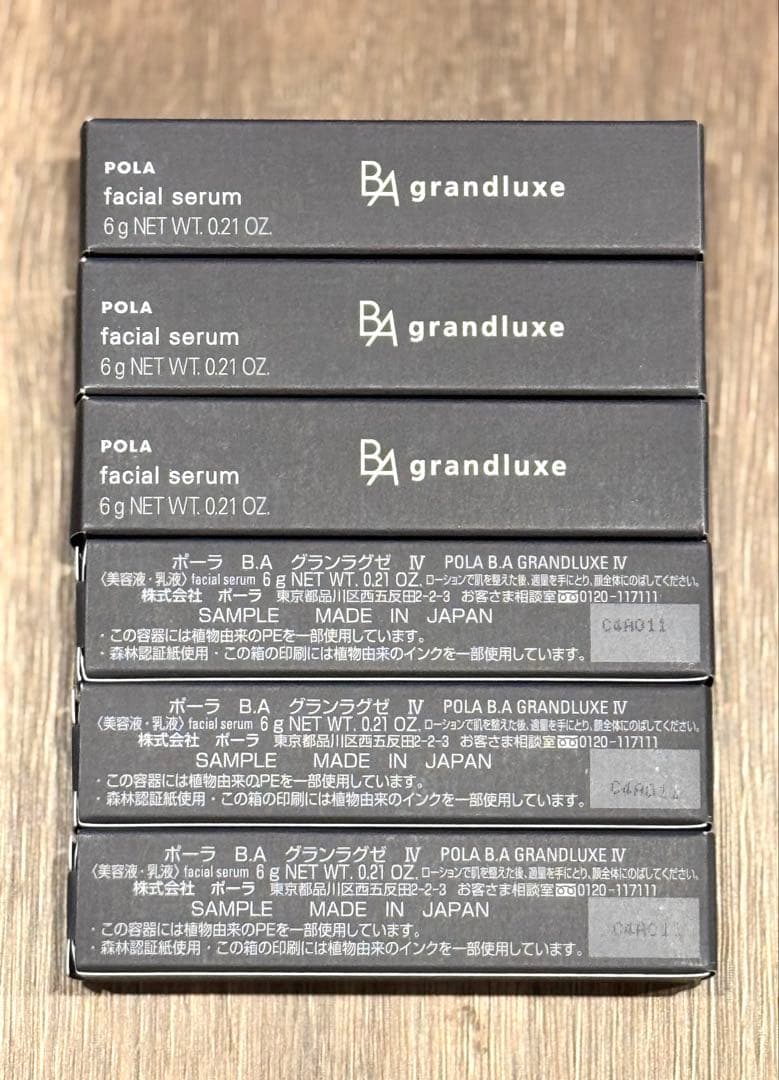 POLA
facial serum
6 g NET WT. 0.21 OZ.
BA grandluxe
POLA
facial serum
6 g NET WT. 0.21 OZ.
BA grandluxe
POLA
facial serum
6 g NET WT. 0.21 OZ.
BA grandluxe
ポーラ B.A グランラグゼ Ⅳ POLA B.A GRANDLUXE Ⅳ
〈美容液・乳液〉facial serum 6 g NET WT. 0.21 OZ. ローションで肌を整えた後、適量を手にとり、顔全体にのばしてください。
株式会社 ポーラ 東京都品川区西五反田2-2-3 お客さま相談室 0120-117111
SAMPLE MADE IN JAPAN
・この容器には植物由来のPEを一部使用しています。
・森林認証紙使用・この箱の印刷には植物由来のインクを一部使用しています。
C4A011
ポーラ B.A グランラグゼ Ⅳ POLA B.A GRANDLUXE Ⅳ
〈美容液・乳液〉facial serum 6 g NET WT. 0.21 OZ. ローションで肌を整えた後、適量を手にとり、顔全体にのばしてください。
株式会社 ポーラ 東京都品川区西五反田2-2-3 お客さま相談室 0120-117111
SAMPLE MADE IN JAPAN
・この容器には植物由来のPEを一部使用しています。
・森林認証紙使用・この箱の印刷には植物由来のインクを一部使用しています。
C4A011
ポーラ B.A グランラグゼ Ⅳ POLA B.A GRANDLUXE Ⅳ
〈美容液・乳液〉facial serum 6 g NET WT. 0.21 OZ. ローションで肌を整えた後、適量を手にとり、顔全体にのばしてください。
株式会社 ポーラ 東京都品川区西五反田2-2-3 お客さま相談室 0120-117111
SAMPLE MADE IN JAPAN
・この容器には植物由来のPEを一部使用しています。
・森林認証紙使用・この箱の印刷には植物由来のインクを一部使用しています。
C4A011